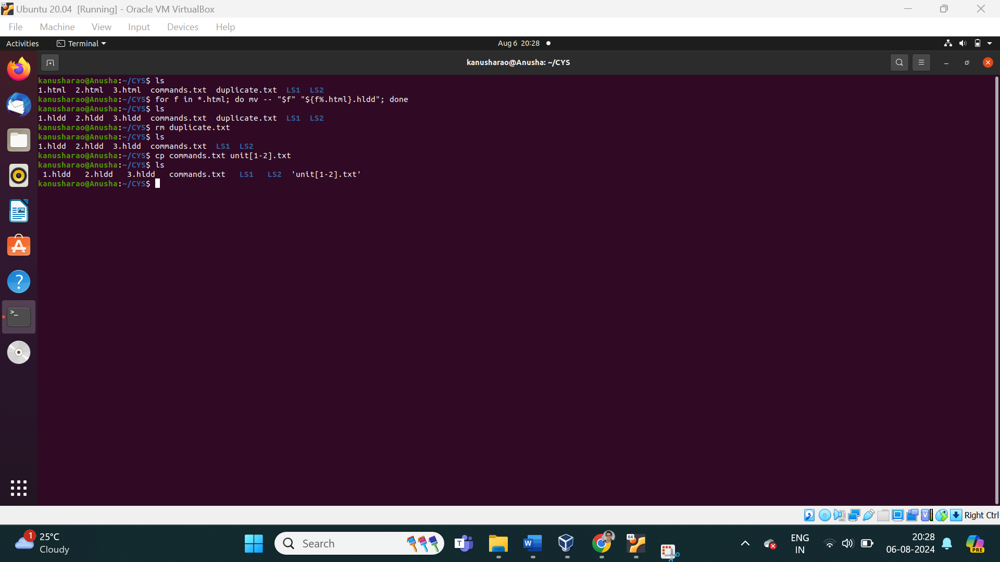 Ubuntu 20.04 [Running] - Oracle VM VirtualBox
File Machine View Input Devices Help
Activities Terminal Aug 6 20:28
kanusharao@Anusha: ~/CYS
kanusharao@Anusha:~/CYS$ ls
1.html 2.html 3.html commands.txt duplicate.txt LS1 LS2
kanusharao@Anusha:~/CYS$ for f in *.html; do mv -- "$f" "${f%.html}.hldd"; done
kanusharao@Anusha:~/CYS$ ls
1.hldd 2.hldd 3.hldd commands.txt duplicate.txt LS1 LS2
kanusharao@Anusha:~/CYS$ rm duplicate.txt
kanusharao@Anusha:~/CYS$ ls
1.hldd 2.hldd 3.hldd commands.txt LS1 LS2
kanusharao@Anusha:~/CYS$ cp commands.txt unit[1-2].txt
kanusharao@Anusha:~/CYS$ ls
1.hldd 2.hldd 3.hldd commands.txt LS1 LS2 'unit[1-2].txt'
kanusharao@Anusha:~/CYS$
Right Ctrl
1 25°C
Cloudy
Search
T
W
64
ENG
IN
20:28
06-08-2024
PRE